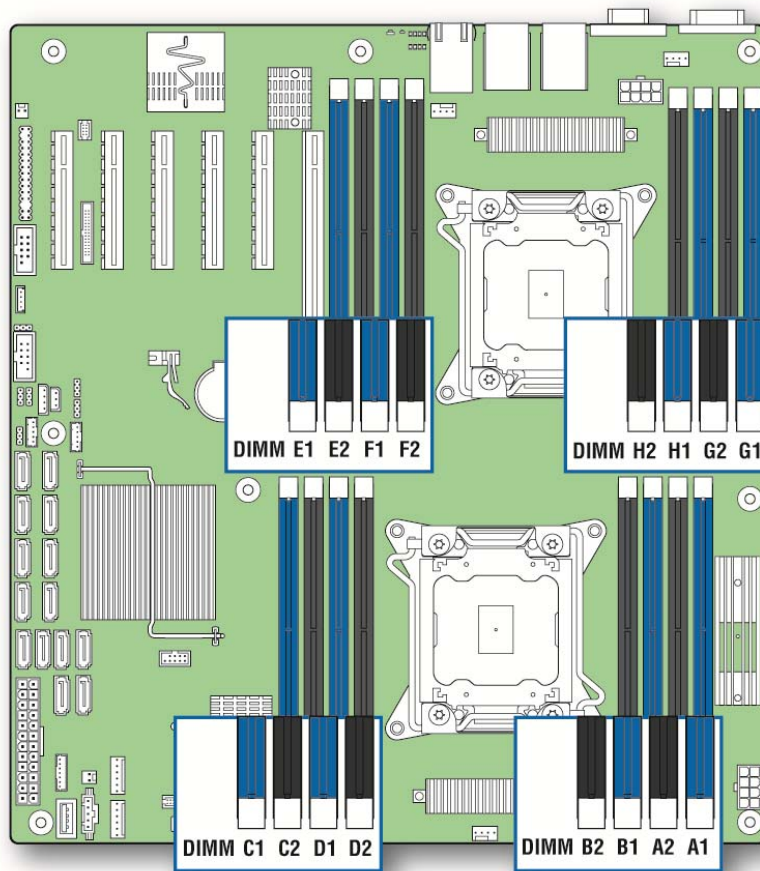 DIMM E1 E2 F1 F2
DIMM H2 H1 G2 G1
DIMM C1 C2 D1 D2
DIMM B2 B1 A2 A1